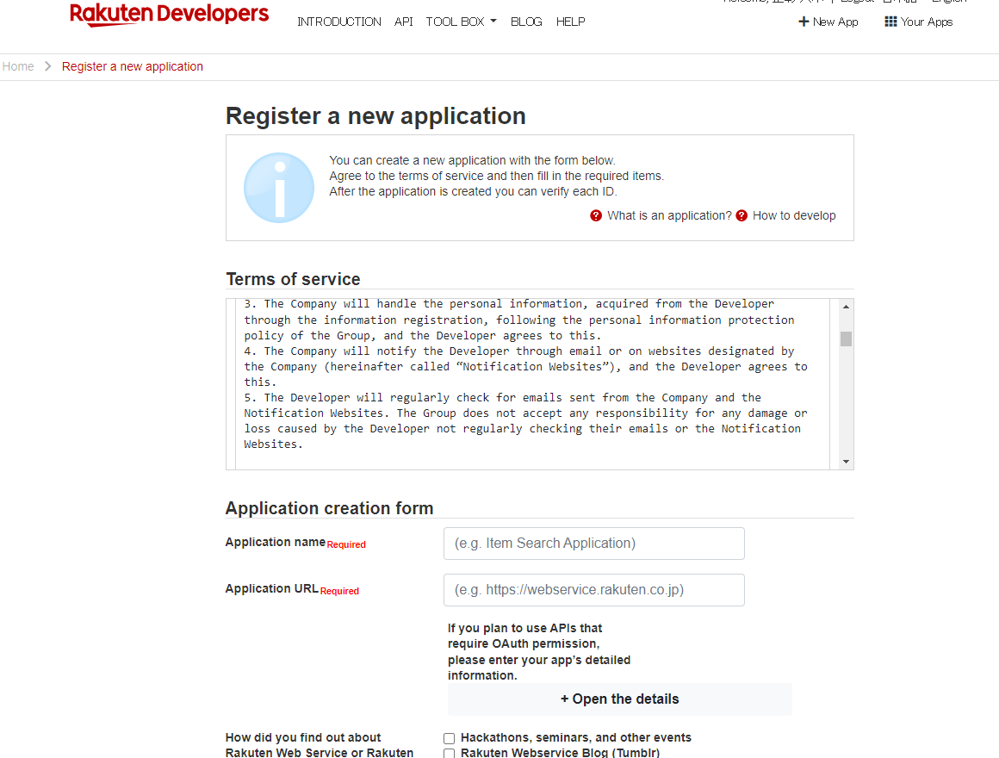 Rakuten Developers
INTRODUCTION API TOOL BOX BLOG HELP
New App Your Apps
Home Register a new application
Register a new application
You can create a new application with the form below.
Agree to the terms of service and then fill in the required items.
After the application is created you can verify each ID.
What is an application? How to develop
Terms of service
3. The Company will handle the personal information, acquired from the Developer
through the information registration, following the personal information protection
policy of the Group, and the Developer agrees to this.
4. The Company will notify the Developer through email or on websites designated by
the Company (hereinafter called “Notification Websites”), and the Developer agrees to
this.
5. The Developer will regularly check for emails sent from the Company and the
Notification Websites. The Group does not accept any responsibility for any damage or
loss caused by the Developer not regularly checking their emails or the Notification
Websites.
Application creation form
Application name Required
(e.g. Item Search Application)
Application URL Required
(e.g. https://webservice.rakuten.co.jp)
If you plan to use APIs that
require OAuth permission,
please enter your app’s detailed
information.
+ Open the details
How did you find out about
Rakuten Web Service or Rakuten
Hackathons, seminars, and other events
Rakuten Webservice Blog (Tumblr)